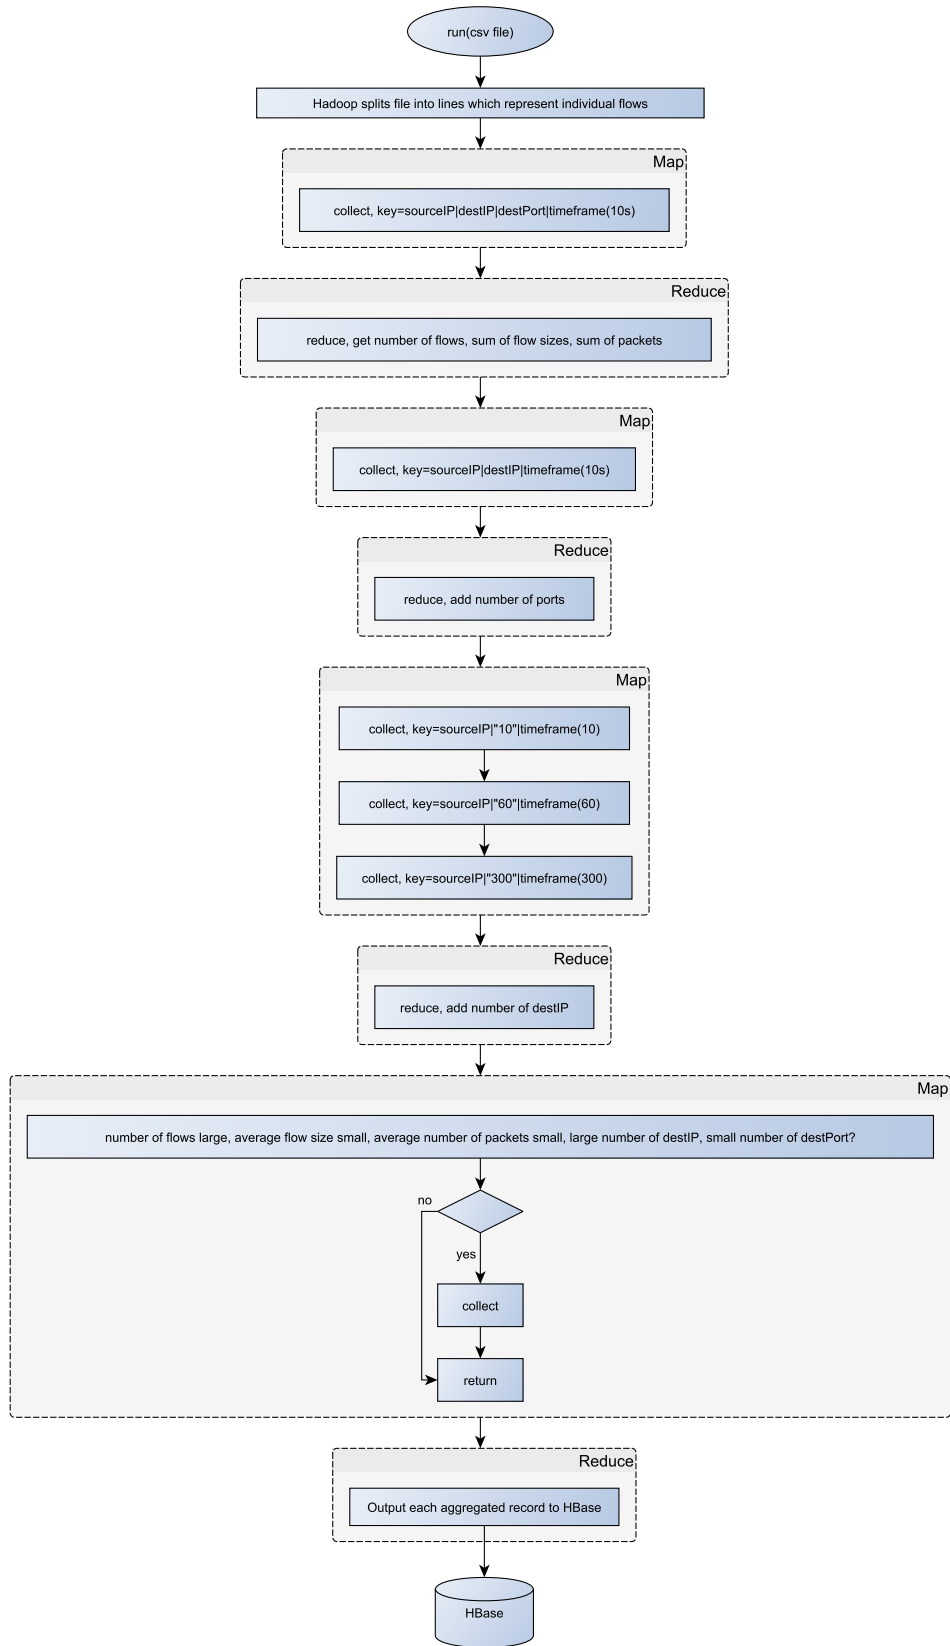 run(csv file)
Hadoop splits file into lines which represent individual flows
Map
collect, key=sourceIP|destIP|destPort|timeframe(10s)
Reduce
reduce, get number of flows, sum of flow sizes, sum of packets
Map
collect, key=sourceIP|destIP|timeframe(10s)
Reduce
reduce, add number of ports
Map
collect, key=sourceIP|"10"|timeframe(10)
collect, key=sourceIP|"60"|timeframe(60)
collect, key=sourceIP|"300"|timeframe(300)
Reduce
reduce, add number of destIP
Map
number of flows large, average flow size small, average number of packets small, large number of destIP, small number of destPort?
no
yes
collect
return
Reduce
Output each aggregated record to HBase
HBase